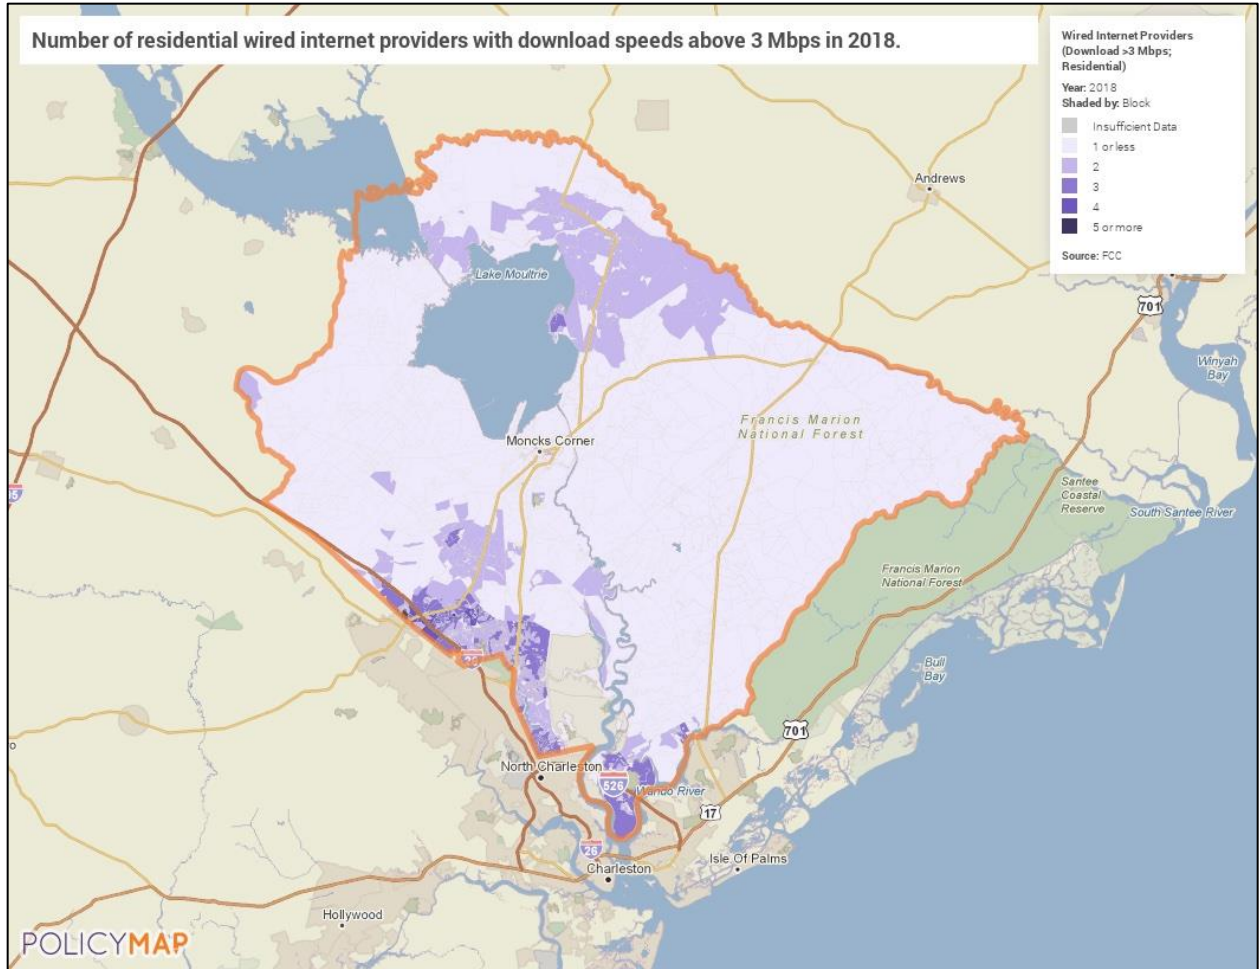 Number of residential wired internet providers with download speeds above 3 Mbps in 2018.
Wired Internet Providers
(Download >3 Mbps;
Residential)
Year: 2018
Shaded by: Block
Insufficient Data
1 or less
2
3
4
5 or more
Source: FCC
Andrews
701
Lake Moultrie
Winyah
Bay
Francis Marion
National Forest
Moncks Corner
Santee
Coastal
Reserve
South Santee River
Francis Marion
National Forest
Bull
Bay
701
North Charleston
526
Wando River
17
26
Isle Of Palms
Charleston
Hollywood
POLICYMAP